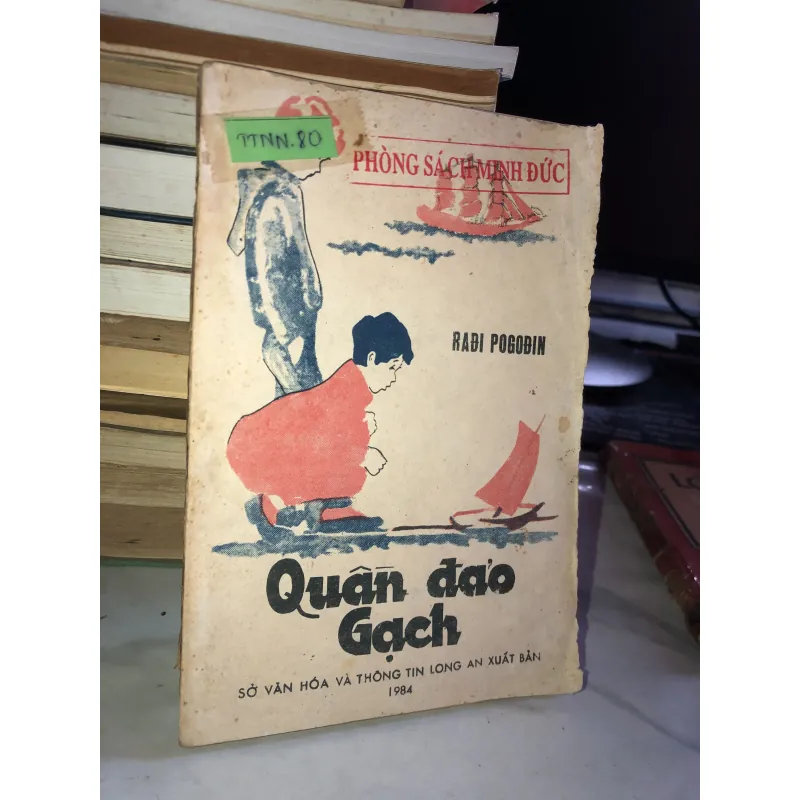 TTNN.80
PHÒNG SÁCH MINH ĐỨC
RAĐI POGOĐIN
Quần đảo
Gạch
SỞ VĂN HÓA VÀ THÔNG TIN LONG AN XUẤT BẢN
1984